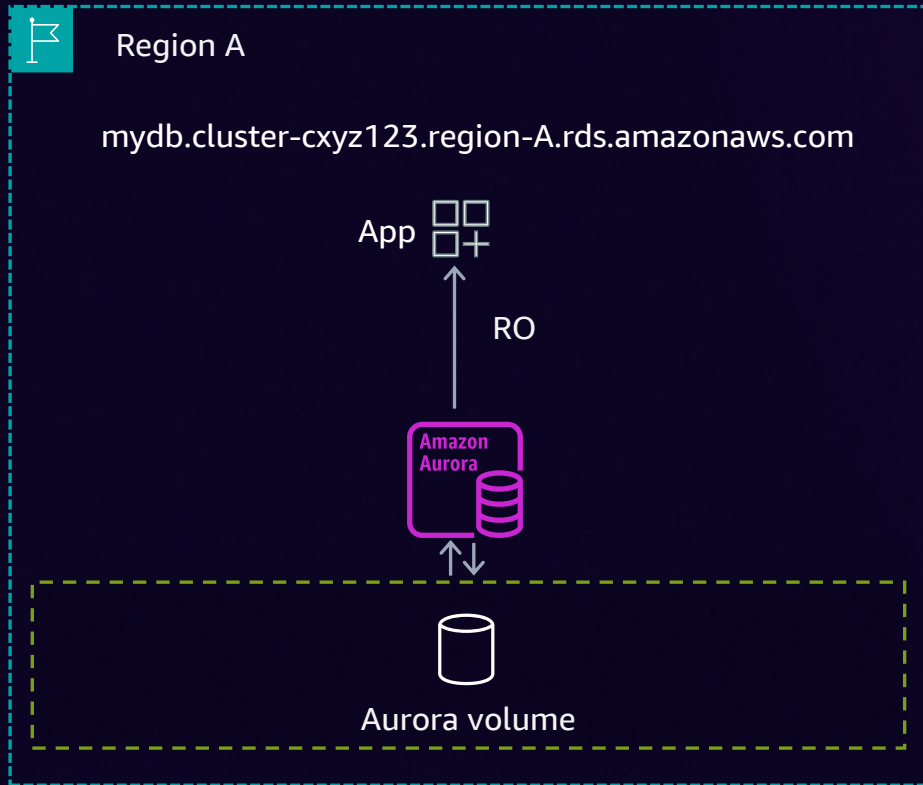 Region A
mydb.cluster-cxyz123.region-A.rds.amazonaws.com
App
RO
Amazon
Aurora
Aurora volume